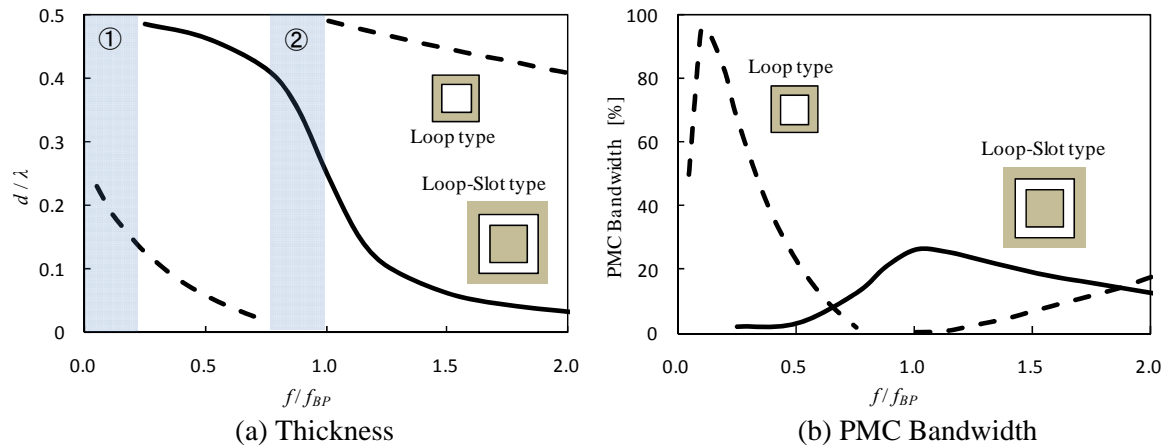 ①
②
0.5
0.4
0.3
0.2
0.1
0
d / λ
Loop type
Loop-Slot type
0.0 0.5 1.0 1.5 2.0
f / f_BP
(a) Thickness
100
80
60
40
20
0
PMC Bandwidth [%]
Loop type
Loop-Slot type
0.0 0.5 1.0 1.5 2.0
f / f_BP
(b) PMC Bandwidth